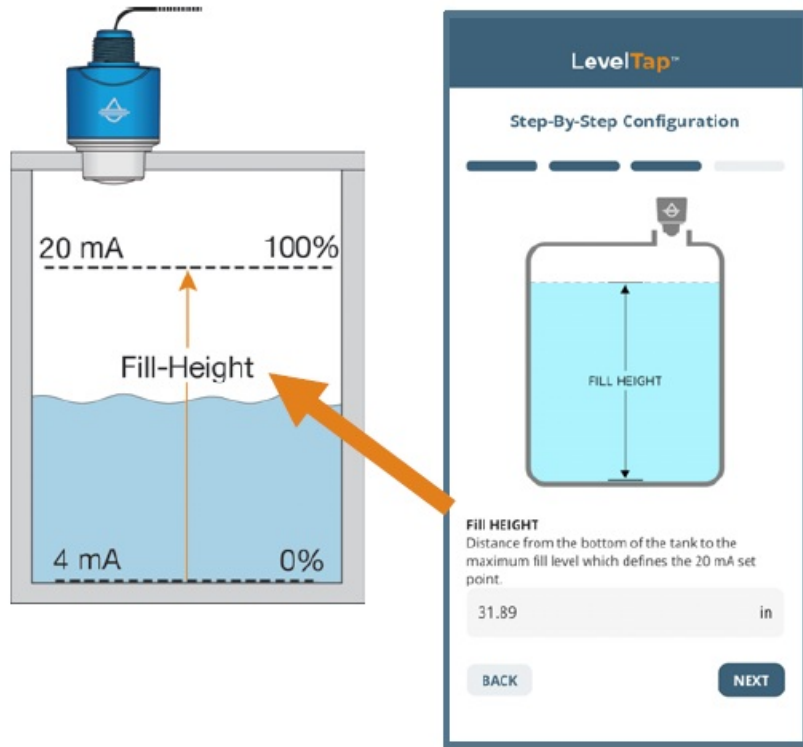 20 mA 100%
Fill-Height
4 mA 0%
LevelTap™
Step-By-Step Configuration
FILL HEIGHT
Fill HEIGHT
Distance from the bottom of the tank to the
maximum fill level which defines the 20 mA set
point.
31.89 in
BACK NEXT